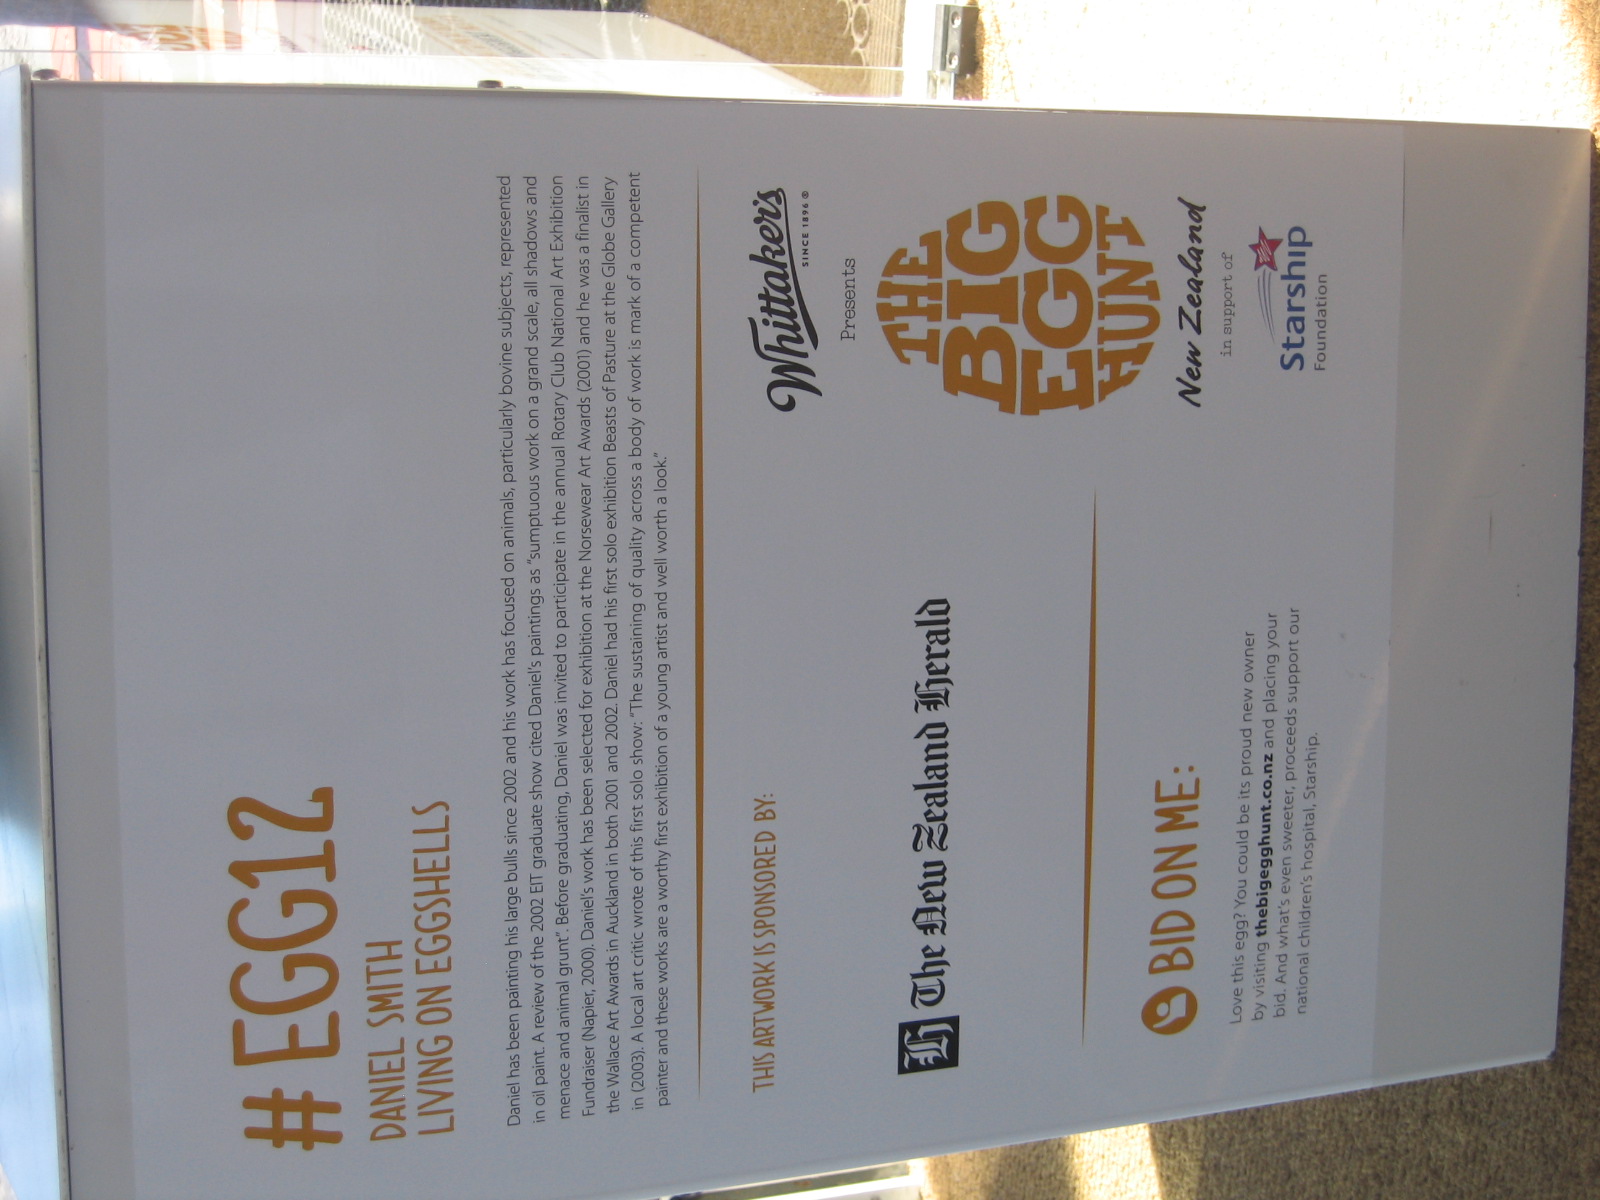 # EGG12
DANIEL SMITH
LIVING ON EGGSHELLS
Daniel has been painting his large bulls since 2002 and his work has focused on animals, particularly bovine subjects, represented
in oil paint. A review of the 2002 EIT graduate show cited Daniel's paintings as "sumptuous work on a grand scale, all shadows and
menace and animal grunt". Before graduating, Daniel was invited to participate in the annual Rotary Club National Art Exhibition
Fundraiser (Napier, 2000). Daniel's work has been selected for exhibition at the Norsewear Art Awards (2001) and he was a finalist in
the Wallace Art Awards in Auckland in both 2001 and 2002. Daniel had his first solo exhibition Beasts of Pasture at the Globe Gallery
in (2003). A local art critic wrote of this first solo show: "The sustaining of quality across a body of work is mark of a competent
painter and these works are a worthy first exhibition of a young artist and well worth a look."
THIS ARTWORK IS SPONSORED BY:
H The New Zealand Herald
BID ON ME:
Love this egg? You could be its proud new owner
by visiting thebigegghunt.co.nz and placing your
bid. And what's even sweeter, proceeds support our
national children's hospital, Starship.
Whittaker's
SINCE 1896 ®
Presents
THE
BIG
EGG
HUNT
New Zealand
in support of
Starship
Foundation